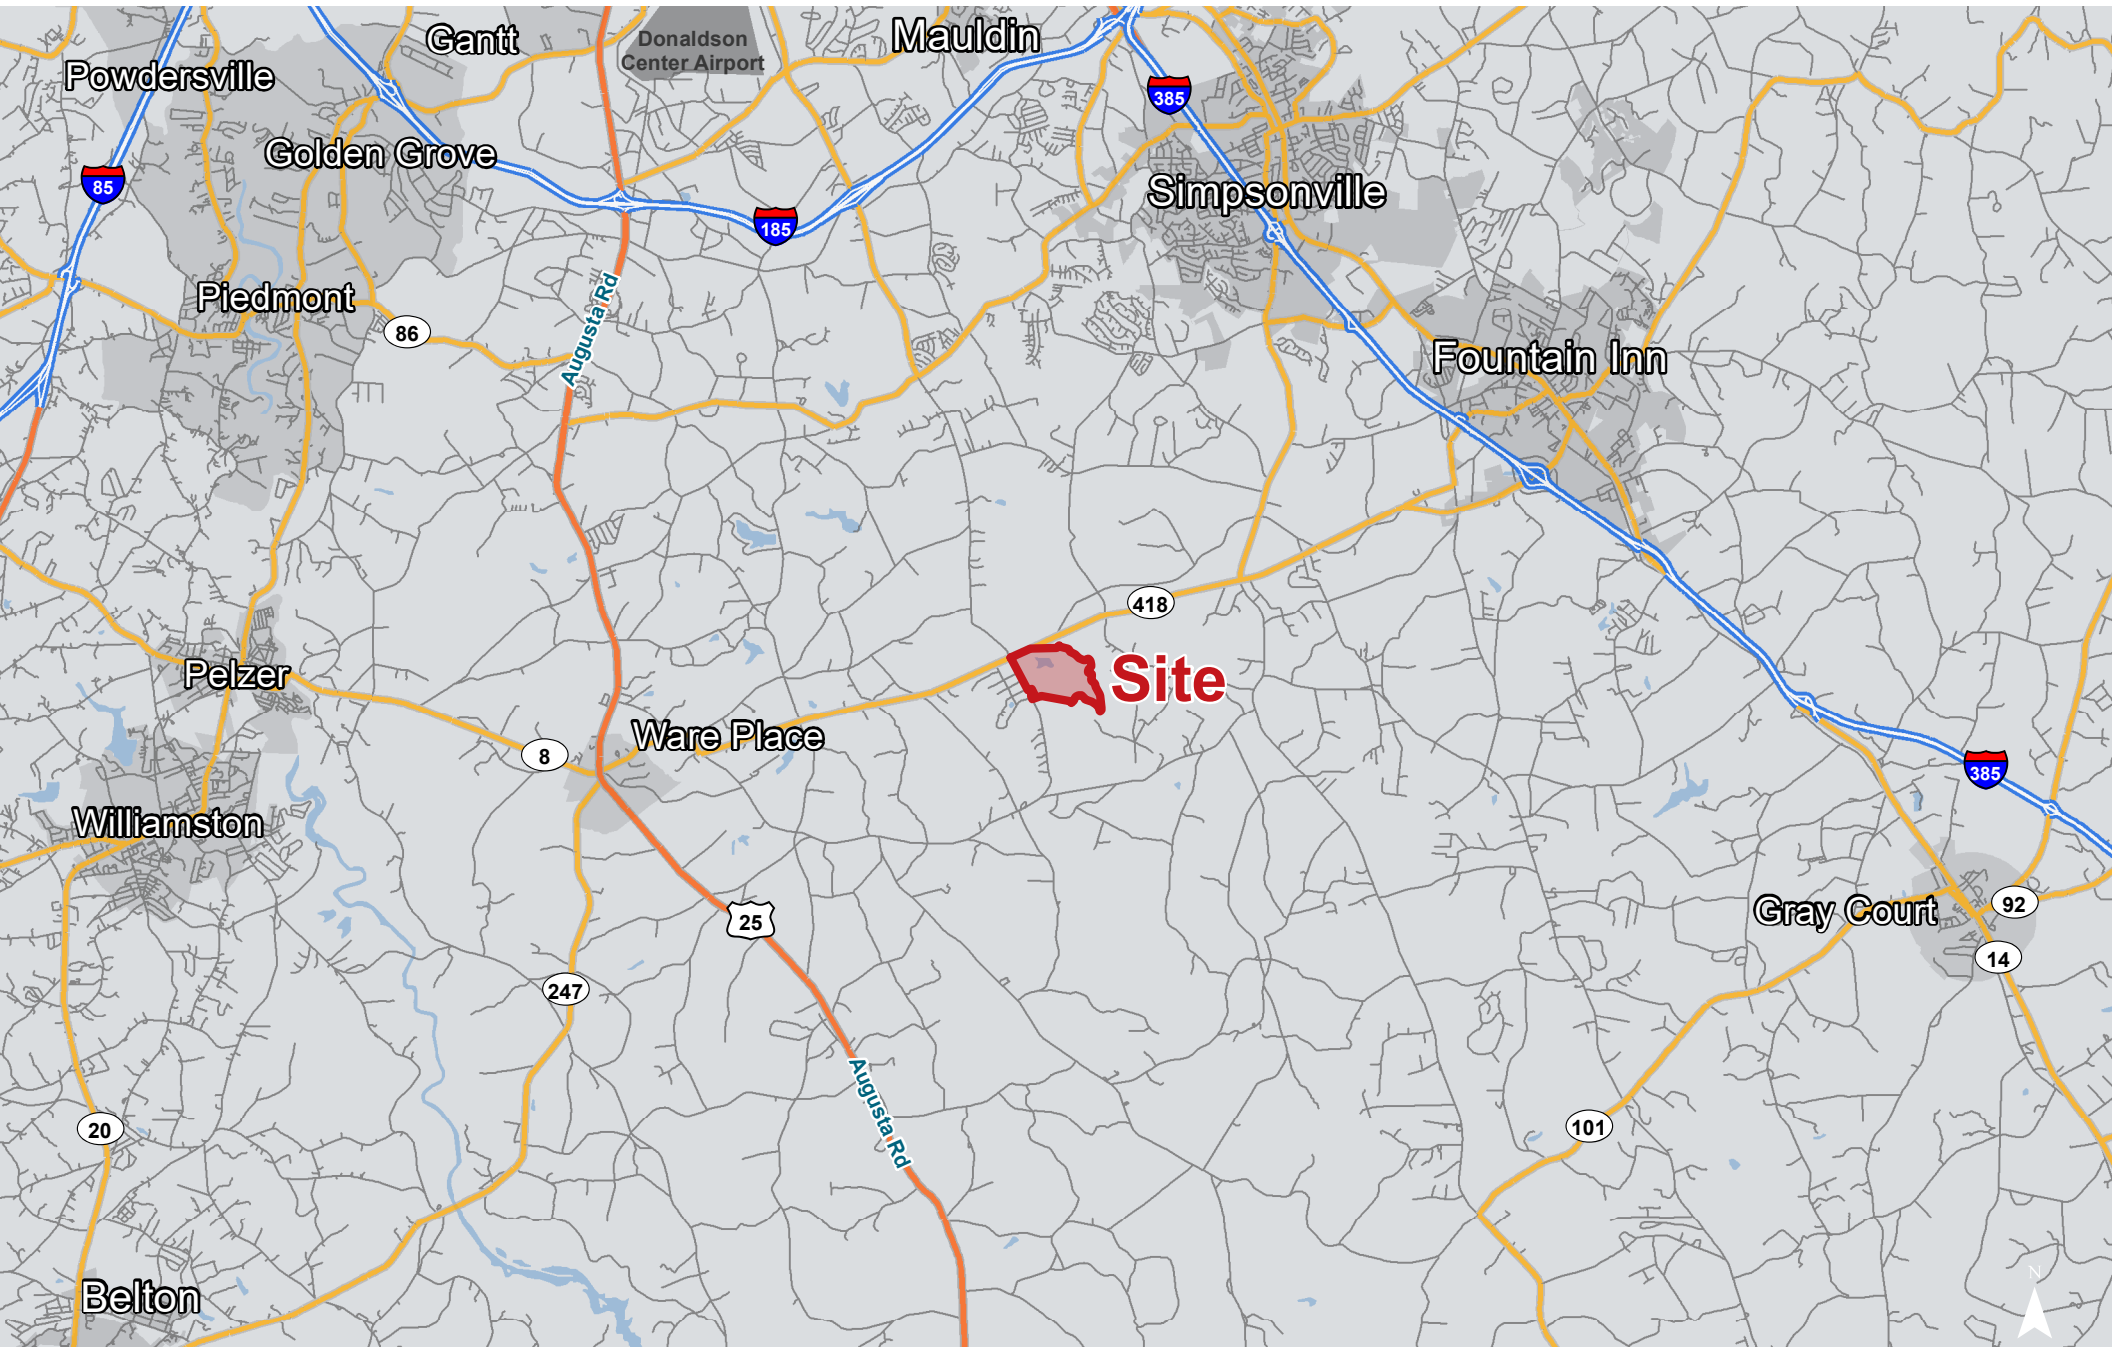 Gantt
Donaldson
Center Airport
Mauldin
Powdersville
385
Golden Grove
85
Simpsonville
185
Augusta Rd
Piedmont
86
Fountain Inn
418
Pelzer
Site
Ware Place
8
385
Williamston
25
Gray Court
92
14
247
Augusta Rd
20
101
Belton
N